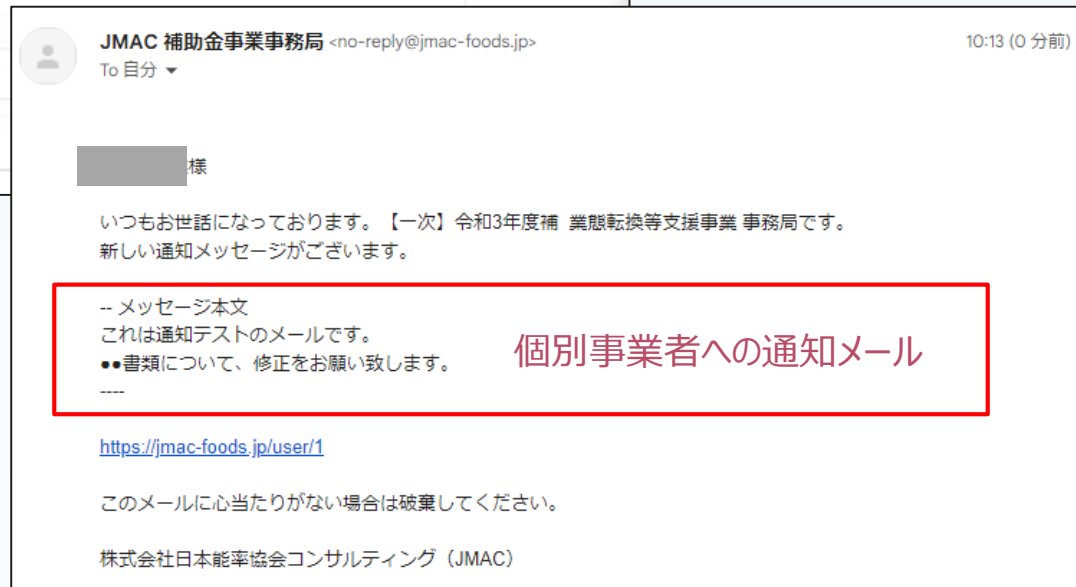 JMAC 補助金事業事務局 <no-reply@jmac-foods.jp>
10:13 (0 分前)
To 自分
様
いつもお世話になっております。【一次】令和3年度補 業態転換等支援事業 事務局です。
新しい通知メッセージがございます。
-- メッセージ本文
これは通知テストのメールです。
●●書類について、修正をお願い致します。
----
個別事業者への通知メール
https://jmac-foods.jp/user/1
このメールに心当たりがない場合は破棄してください。
株式会社日本能率協会コンサルティング（JMAC）